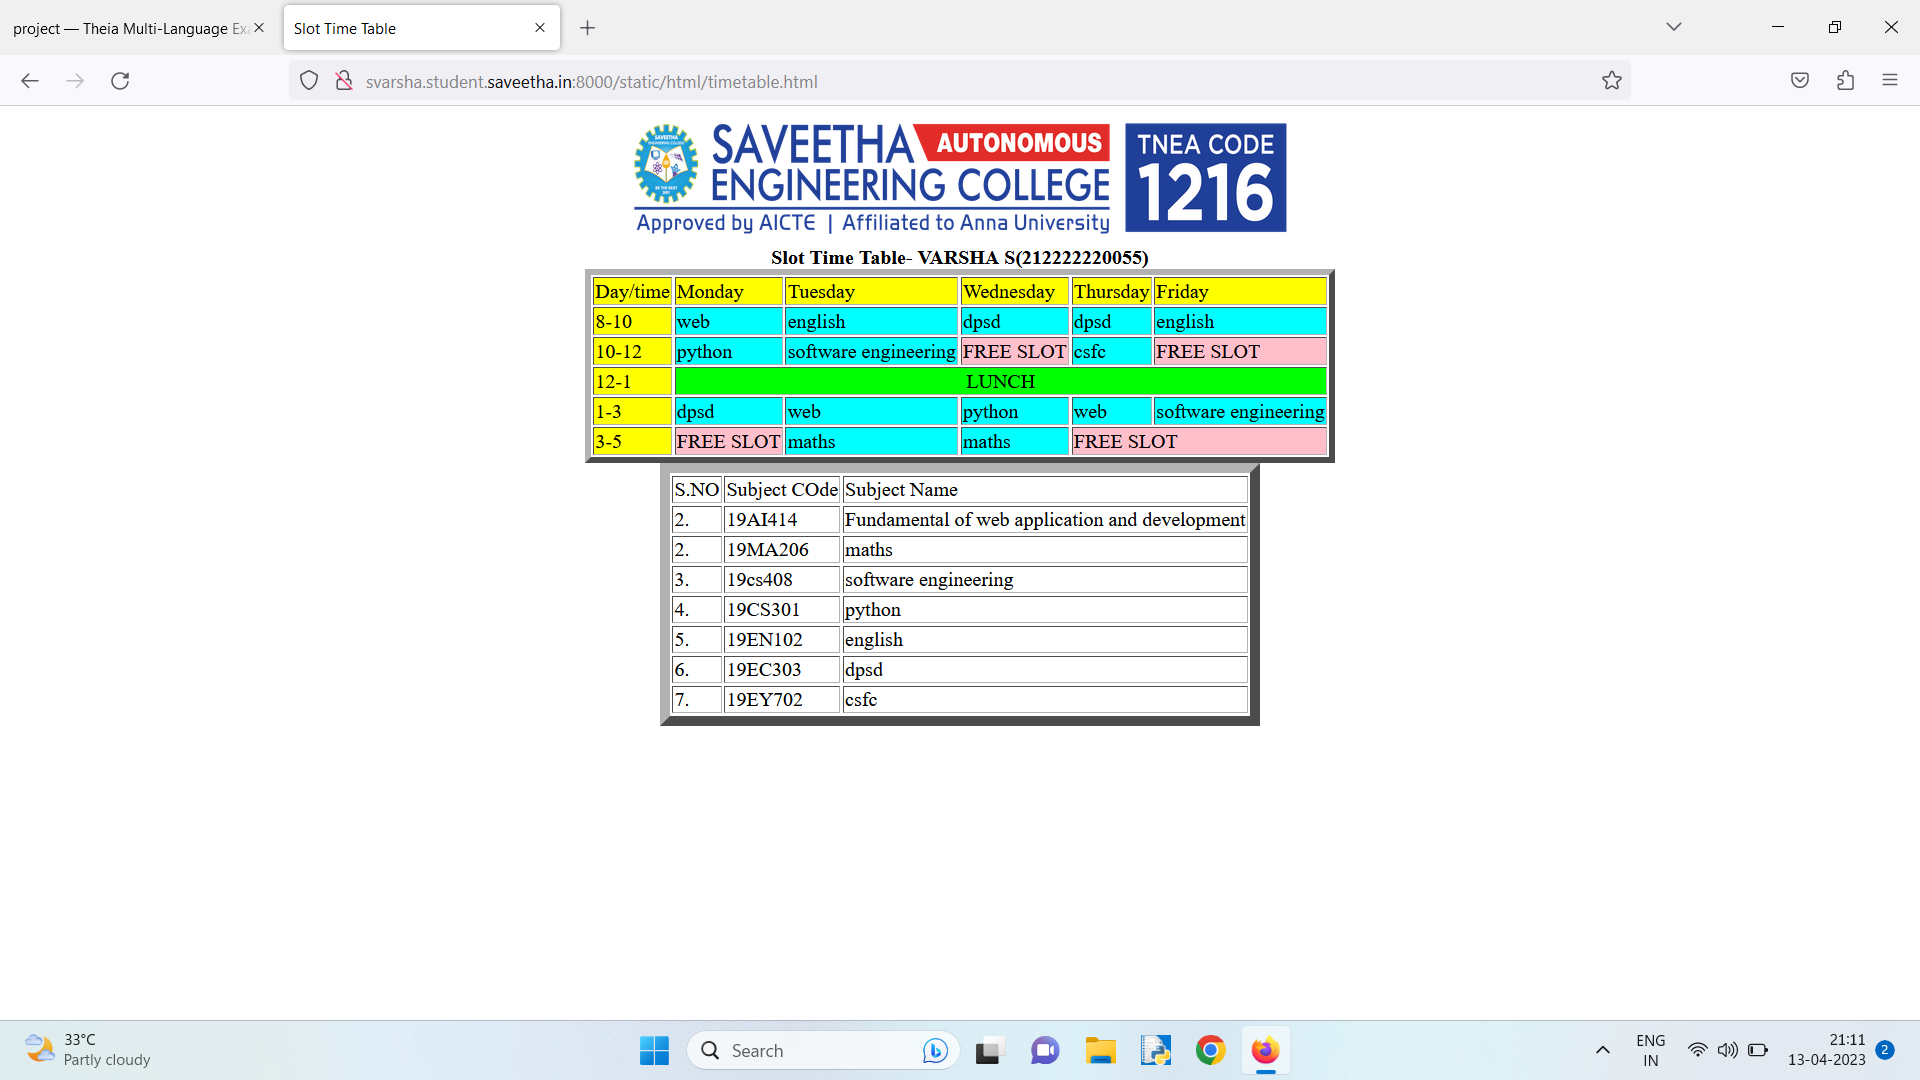 project — Theia Multi-Language Ex
Slot Time Table
svarsha.student.saveetha.in:8000/static/html/timetable.html
SAVEETHA AUTONOMOUS
ENGINEERING COLLEGE
Approved by AICTE | Affiliated to Anna University
TNEA CODE
1216
Slot Time Table- VARSHA S(212222220055)
Day/time Monday Tuesday Wednesday Thursday Friday
8-10 web english dpsd dpsd english
10-12 python software engineering FREE SLOT csfc FREE SLOT
12-1 LUNCH
1-3 dpsd web python web software engineering
3-5 FREE SLOT maths maths FREE SLOT
S.NO Subject COde Subject Name
2. 19AI414 Fundamental of web application and development
2. 19MA206 maths
3. 19cs408 software engineering
4. 19CS301 python
5. 19EN102 english
6. 19EC303 dpsd
7. 19EY702 csfc
33°C
Partly cloudy
Search
ENG
IN
21:11
13-04-2023
2